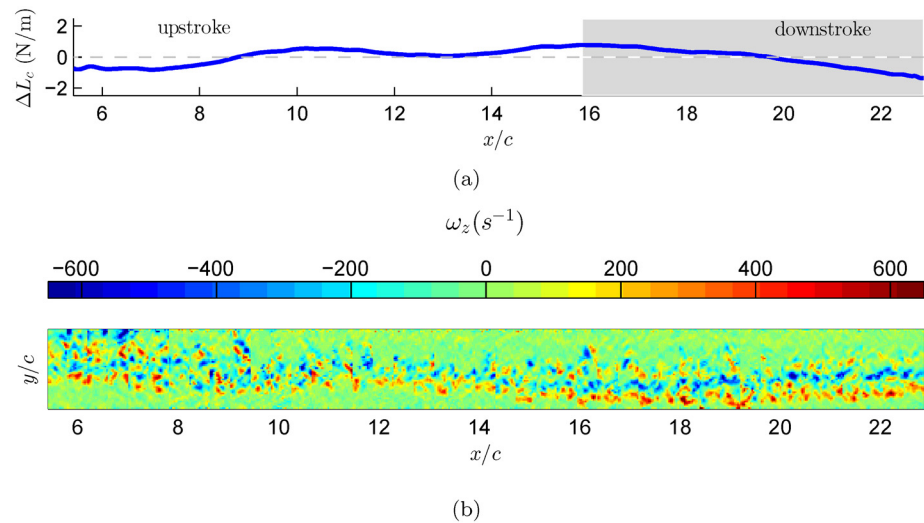 upstroke
downstroke
ΔL_c (N/m)
2
0
−2
6 8 10 12 14 16 18 20 22
x/c
(a)
ω_z(s^{−1})
−600 −400 −200 0 200 400 600
y/c
6 8 10 12 14 16 18 20 22
x/c
(b)